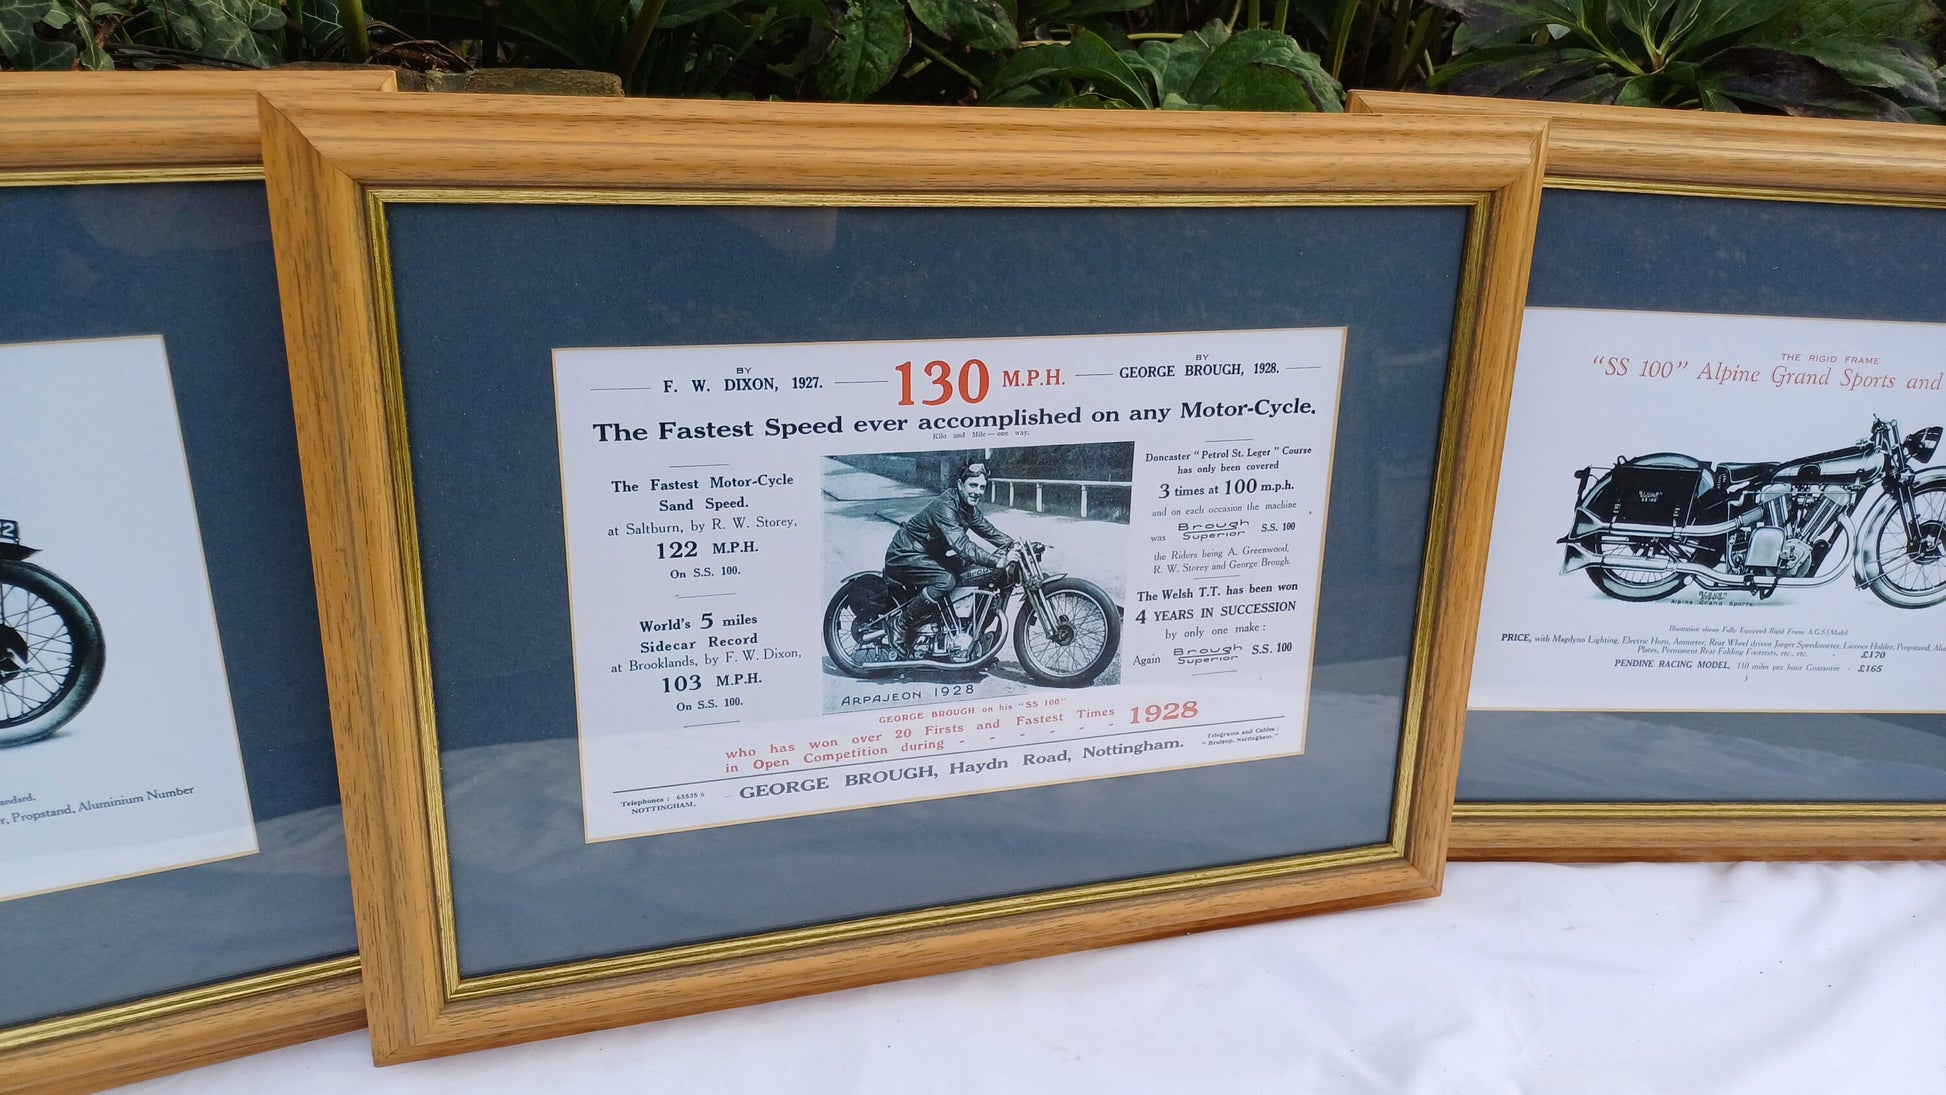 2
andard.
r, Propstand, Aluminium Number
BY
F. W. DIXON, 1927.
130 M.P.H.
BY
GEORGE BROUGH, 1928.
The Fastest Speed ever accomplished on any Motor-Cycle.
Kilo and Mile — one way.
The Fastest Motor-Cycle
Sand Speed.
at Saltburn, by R. W. Storey,
122 M.P.H.
On S.S. 100.
World's 5 miles
Sidecar Record
at Brooklands, by F. W. Dixon,
103 M.P.H.
On S.S. 100.
ARPAJEON 1928
Doncaster "Petrol St. Leger" Course
has only been covered
3 times at 100 m.p.h.
and on each occasion the machine
was Brough Superior S.S. 100
the Riders being A. Greenwood,
R. W. Storey and George Brough.
The Welsh T.T. has been won
4 YEARS IN SUCCESSION
by only one make:
Again Brough Superior S.S. 100
GEORGE BROUGH on his "SS 100"
who has won over 20 Firsts and Fastest Times
in Open Competition during - - - - - - 1928
Telephones: 65535 6
NOTTINGHAM.
- GEORGE BROUGH, Haydn Road, Nottingham.
Telegrams and Cables:
"Brufsup, Nottingham."
THE RIGID FRAME
"SS 100" Alpine Grand Sports and
Brough
Superior
Alpine Grand Sports
Illustration shows Fully Equipped Rigid Frame A.G.S. Model.
PRICE, with Magdyno Lighting, Electric Horn, Ammeter, Rear Wheel driven Jaeger Speedometer, Licence Holder, Propstand, Alu
Plates, Permanent Rear Folding Footrests, etc., etc. - £170
PENDINE RACING MODEL, 110 miles per hour Guarantee - £165